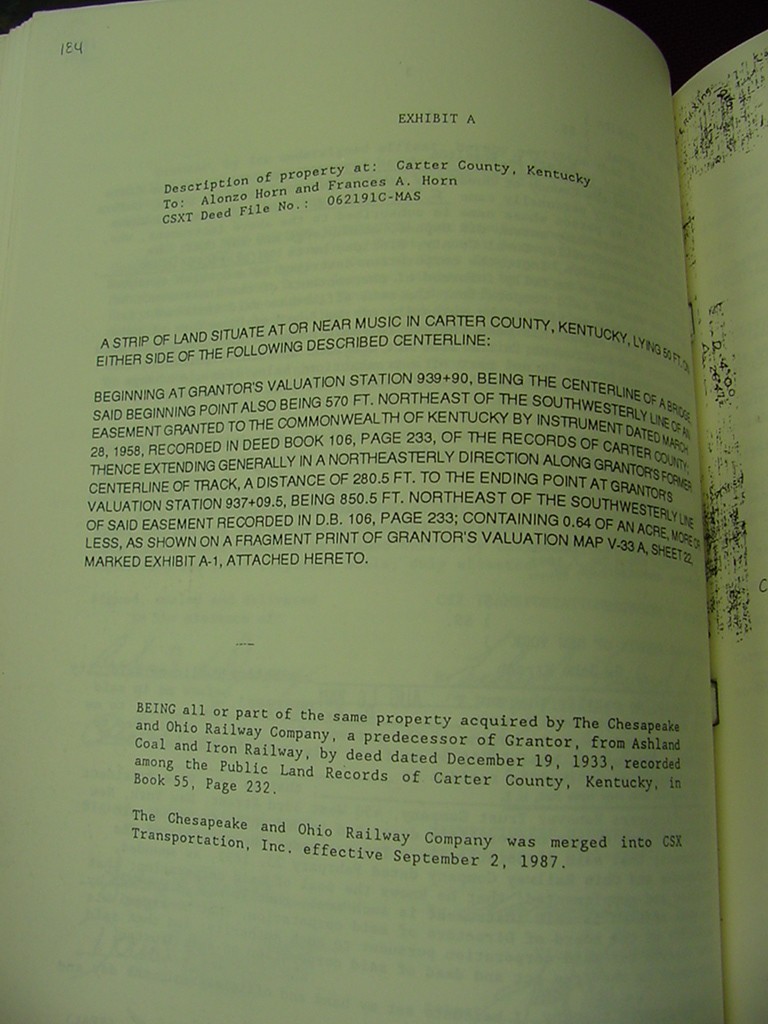 184
EXHIBIT A
Description of property at: Carter County, Kentucky
To: Alonzo Horn and Frances A. Horn
CSXT Deed File No.: 062191C-MAS
A STRIP OF LAND SITUATE AT OR NEAR MUSIC IN CARTER COUNTY, KENTUCKY, LYING 50 FT. ON
EITHER SIDE OF THE FOLLOWING DESCRIBED CENTERLINE:
BEGINNING AT GRANTOR'S VALUATION STATION 939+90, BEING THE CENTERLINE OF A BRIDGE,
SAID BEGINNING POINT ALSO BEING 570 FT. NORTHEAST OF THE SOUTHWESTERLY LINE OF AN
EASEMENT GRANTED TO THE COMMONWEALTH OF KENTUCKY BY INSTRUMENT DATED MARCH
28, 1958, RECORDED IN DEED BOOK 106, PAGE 233, OF THE RECORDS OF CARTER COUNTY;
THENCE EXTENDING GENERALLY IN A NORTHEASTERLY DIRECTION ALONG GRANTOR'S FORMER
CENTERLINE OF TRACK, A DISTANCE OF 280.5 FT. TO THE ENDING POINT AT GRANTOR'S
VALUATION STATION 937+09.5, BEING 850.5 FT. NORTHEAST OF THE SOUTHWESTERLY LINE
OF SAID EASEMENT RECORDED IN D.B. 106, PAGE 233; CONTAINING 0.64 OF AN ACRE, MORE OR
LESS, AS SHOWN ON A FRAGMENT PRINT OF GRANTOR'S VALUATION MAP V-33 A, SHEET 22,
MARKED EXHIBIT A-1, ATTACHED HERETO.
BEING all or part of the same property acquired by The Chesapeake
and Ohio Railway Company, a predecessor of Grantor, from Ashland
Coal and Iron Railway, by deed dated December 19, 1933, recorded
among the Public Land Records of Carter County, Kentucky, in
Book 55, Page 232.
The Chesapeake and Ohio Railway Company was merged into CSX
Transportation, Inc. effective September 2, 1987.